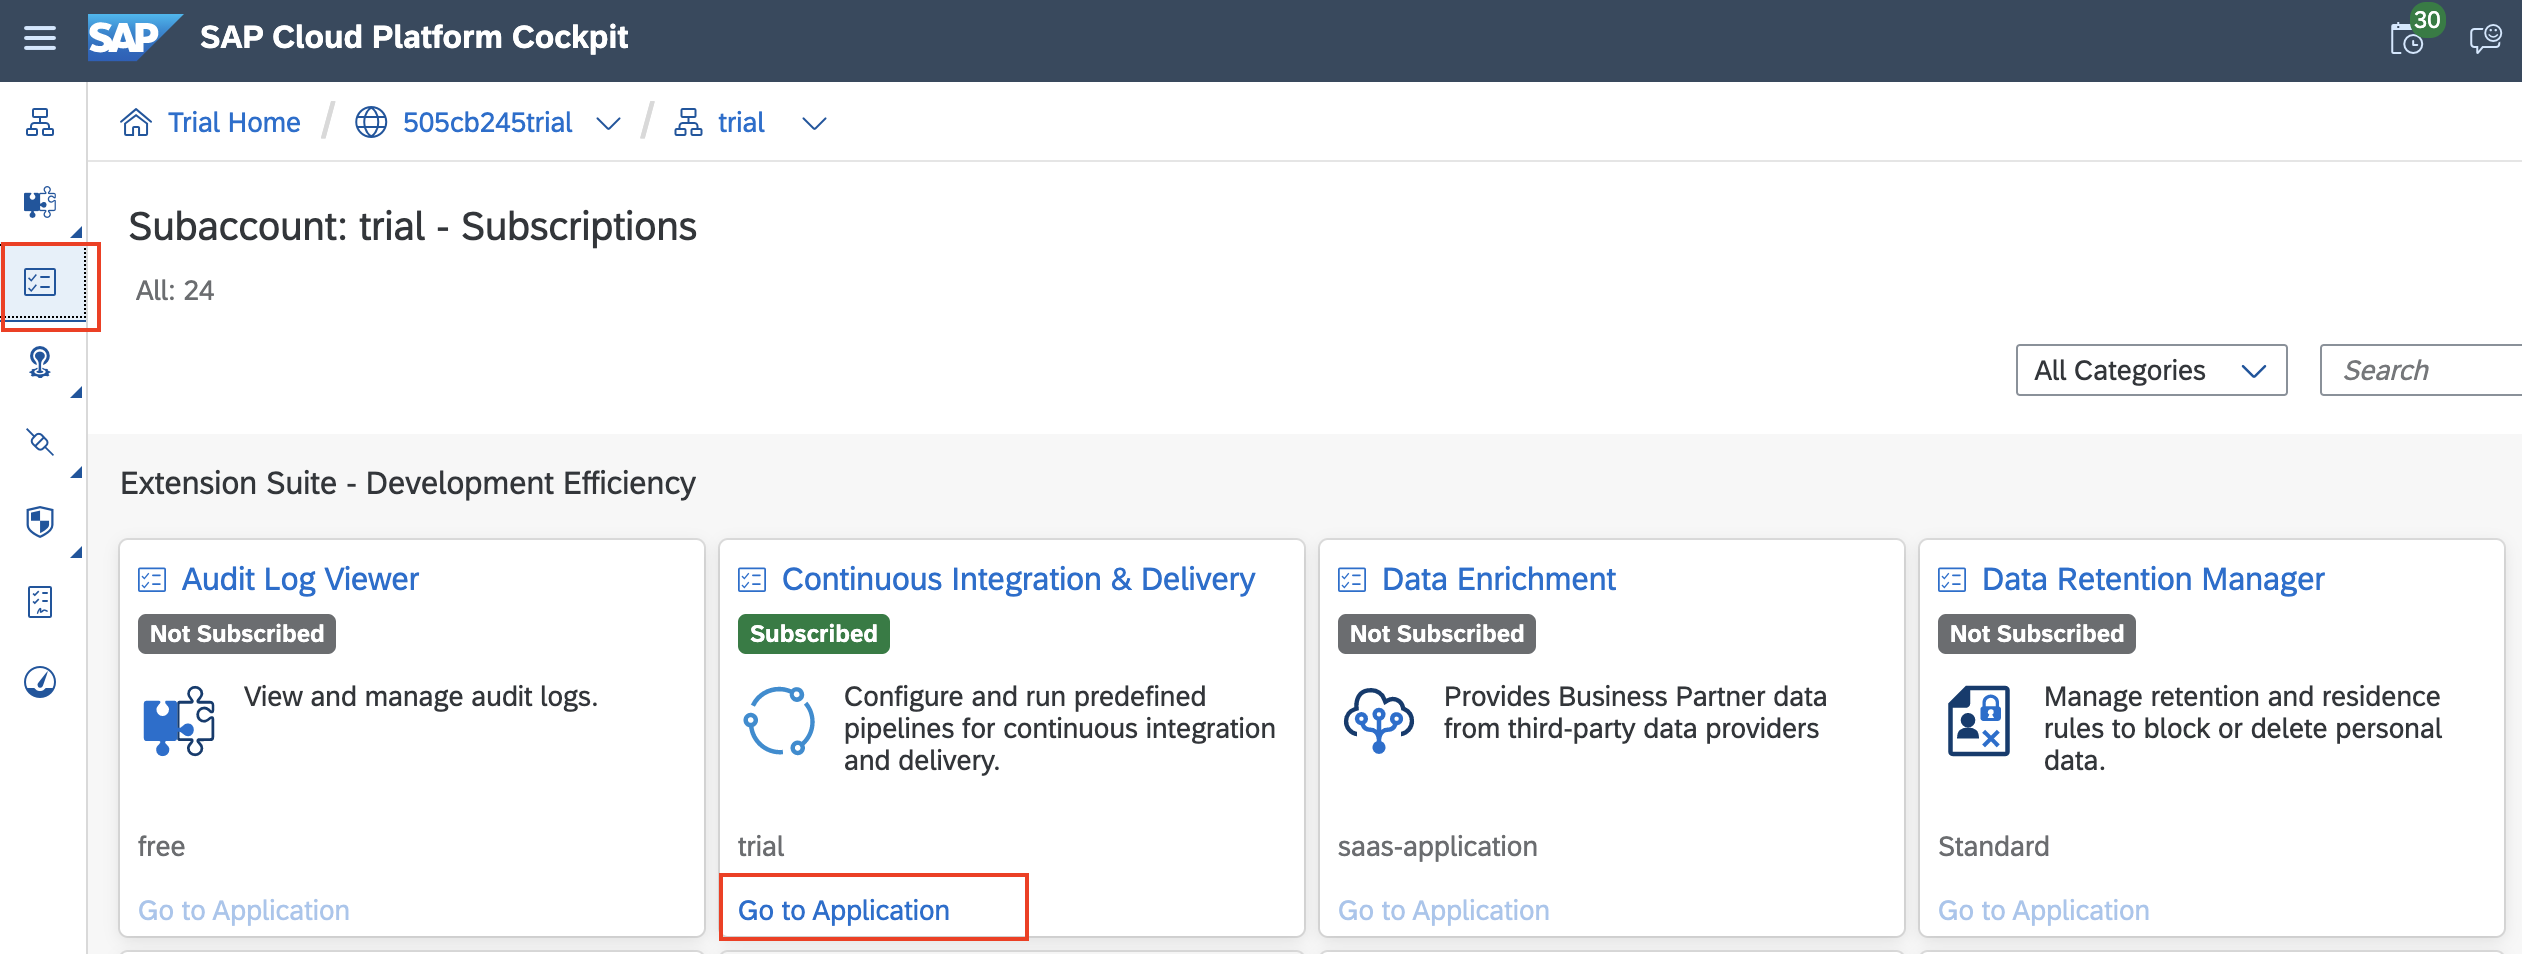 SAP SAP Cloud Platform Cockpit
30
Trial Home / 505cb245trial / trial
Subaccount: trial - Subscriptions
All: 24
All Categories
Search
Extension Suite - Development Efficiency
Audit Log Viewer
Not Subscribed
View and manage audit logs.
free
Go to Application
Continuous Integration & Delivery
Subscribed
Configure and run predefined
pipelines for continuous integration
and delivery.
trial
Go to Application
Data Enrichment
Not Subscribed
Provides Business Partner data
from third-party data providers
saas-application
Go to Application
Data Retention Manager
Not Subscribed
Manage retention and residence
rules to block or delete personal
data.
Standard
Go to Application